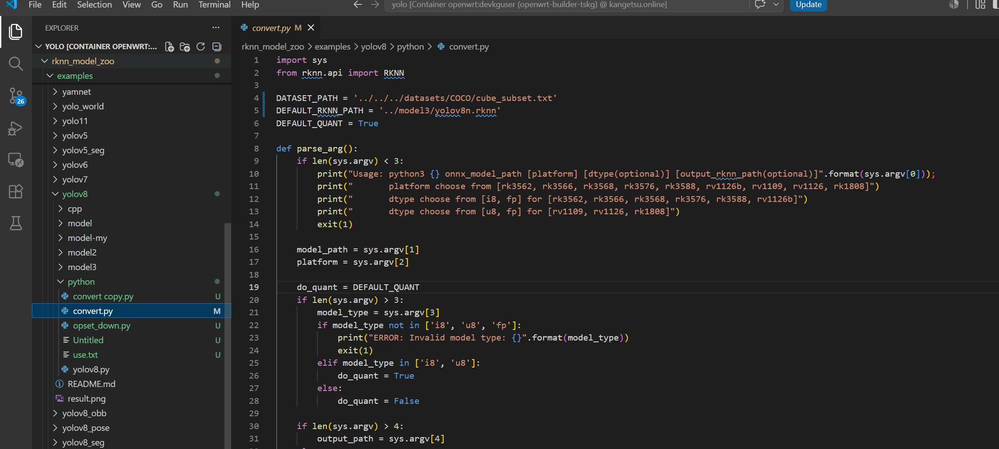 File Edit Selection View Go Run Terminal Help
yolo [Container openwrt:devkguser (openwrt-builder-tskg) @ kangetsu.online]
Update
EXPLORER
convert.py M
YOLO [CONTAINER OPENWRT:...
rknn_model_zoo
examples
yamnet
yolo_world
yolo11
yolov5
yolov5_seg
yolov6
yolov7
yolov8
cpp
model
model-my
model2
model3
python
convert copy.py U
convert.py M
opset_down.py U
Untitled U
use.txt U
yolov8.py
README.md
result.png
yolov8_obb
yolov8_pose
yolov8_seg
26
rknn_model_zoo > examples > yolov8 > python > convert.py
1 import sys
2 from rknn.api import RKNN
3
4 DATASET_PATH = '../../../datasets/COCO/cube_subset.txt'
5 DEFAULT_RKNN_PATH = '../model3/yolov8n.rknn'
6 DEFAULT_QUANT = True
7
8 def parse_arg():
9     if len(sys.argv) < 3:
10         print("Usage: python3 {} onnx_model_path [platform] [dtype(optional)] [output_rknn_path(optional)]".format(sys.argv[0]));
11         print("       platform choose from [rk3562, rk3566, rk3568, rk3576, rk3588, rv1126b, rv1109, rv1126, rk1808]")
12         print("       dtype choose from [i8, fp] for [rk3562, rk3566, rk3568, rk3576, rk3588, rv1126b]")
13         print("       dtype choose from [u8, fp] for [rv1109, rv1126, rk1808]")
14         exit(1)
15
16     model_path = sys.argv[1]
17     platform = sys.argv[2]
18
19     do_quant = DEFAULT_QUANT
20     if len(sys.argv) > 3:
21         model_type = sys.argv[3]
22         if model_type not in ['i8', 'u8', 'fp']:
23             print("ERROR: Invalid model type: {}".format(model_type))
24             exit(1)
25         elif model_type in ['i8', 'u8']:
26             do_quant = True
27         else:
28             do_quant = False
29
30     if len(sys.argv) > 4:
31         output_path = sys.argv[4]